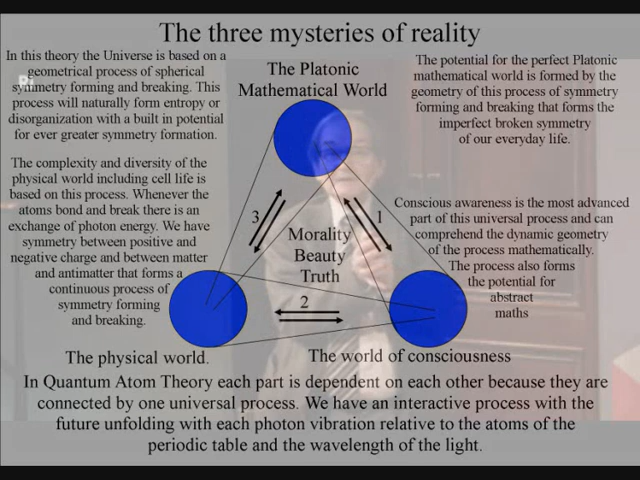 The three mysteries of reality
In this theory the Universe is based on a
geometrical process of spherical
symmetry forming and breaking. This
process will naturally form entropy or
disorganization with a built in potential
for ever greater symmetry formation.
The complexity and diversity of the
physical world including cell life is
based on this process. Whenever the
atoms bond and break there is an
exchange of photon energy. We have
symmetry between positive and
negative charge and between matter
and antimatter that forms a
continuous process of
symmetry forming
and breaking.
The Platonic
Mathematical World
The potential for the perfect Platonic
mathematical world is formed by the
geometry of this process of symmetry
forming and breaking that forms the
imperfect broken symmetry
of our everyday life.
Conscious awareness is the most advanced
part of this universal process and can
comprehend the dynamic geometry
of the process mathematically.
The process also forms
the potential for
abstract
maths
3
1
Morality
Beauty
Truth
2
The physical world.
The world of consciousness
In Quantum Atom Theory each part is dependent on each other because they are
connected by one universal process. We have an interactive process with the
future unfolding with each photon vibration relative to the atoms of the
periodic table and the wavelength of the light.